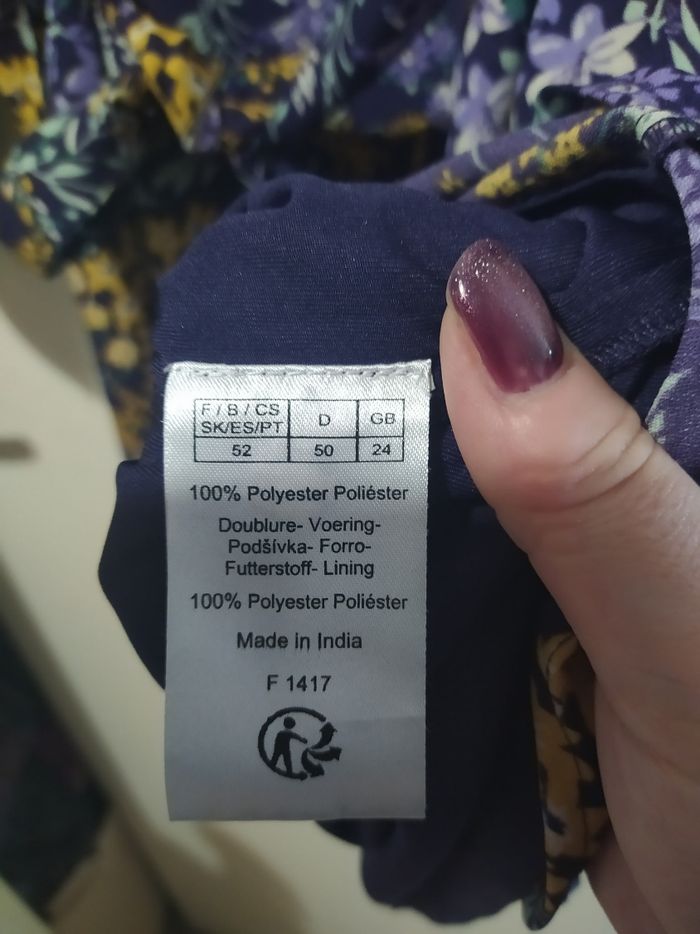 F / B / CS D GB
SK/ES/PT
52 50 24
100% Polyester Poliéster
Doublure- Voering-
Podšívka- Forro-
Futterstoff- Lining
100% Polyester Poliéster
Made in India
F 1417